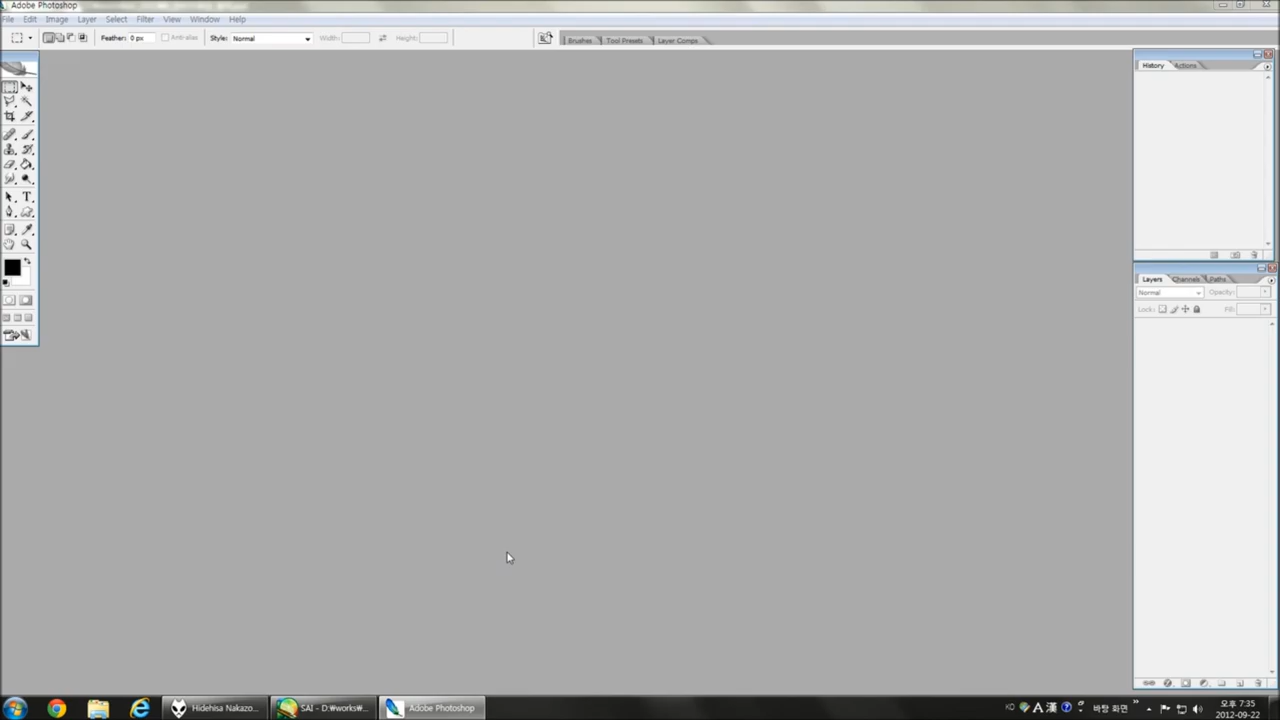 Adobe Photoshop
File Edit Image Layer Select Filter View Window Help
Feather: 0 px Anti-alias Style: Normal Width: Height: Brushes Tool Presets Layer Comps
History Actions
T
Layers Channels Paths
Normal Opacity:
Lock: Fill:
Hidehisa Nakazo... SAI - D:₩works₩... Adobe Photoshop KO A 漢 바탕 화면 » 오후 7:35
2012-09-22